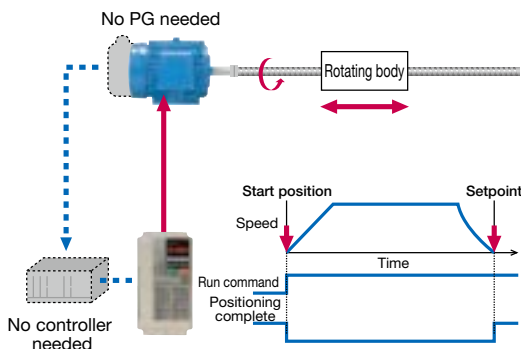 No PG needed
Rotating body
Start position
Setpoint
Speed
Time
Run command
Positioning
complete
No controller
needed